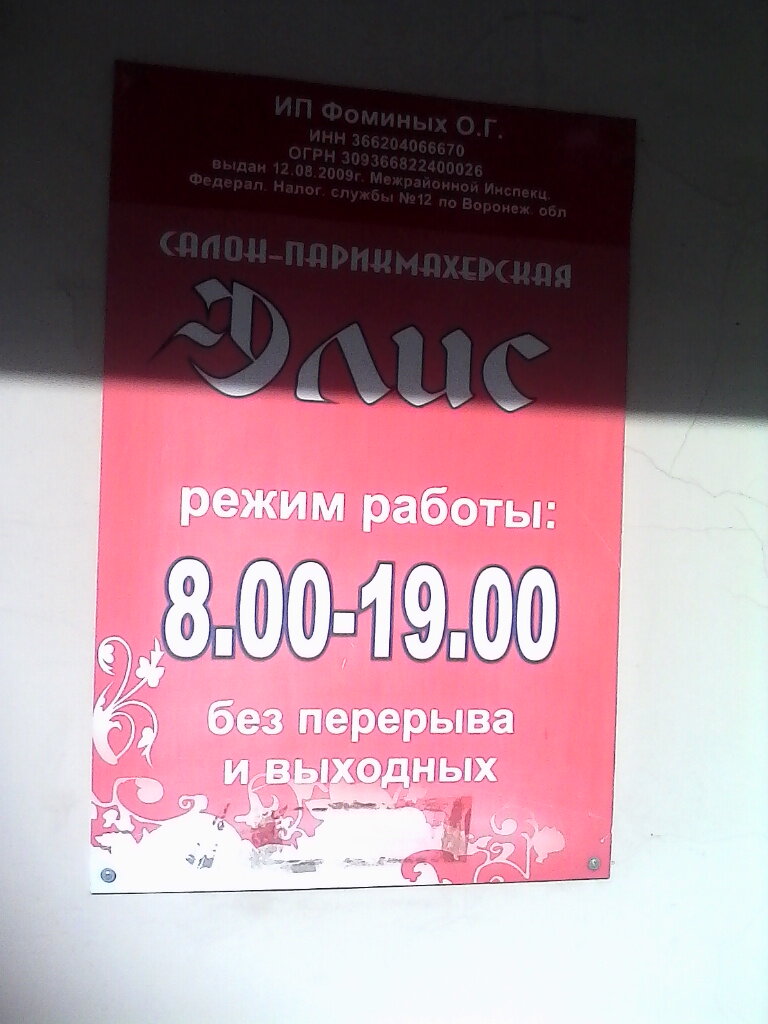 ИП Фоминых О.Г.
ИНН 366204066670
ОГРН 309366822400026
выдан 12.08.2009г. Межрайонной Инспекц.
Федерал. Налог. службы №12 по Воронеж. обл
САЛОН-ПАРИКМАХЕРСКАЯ
Элис
режим работы:
8.00-19.00
без перерыва
и выходных